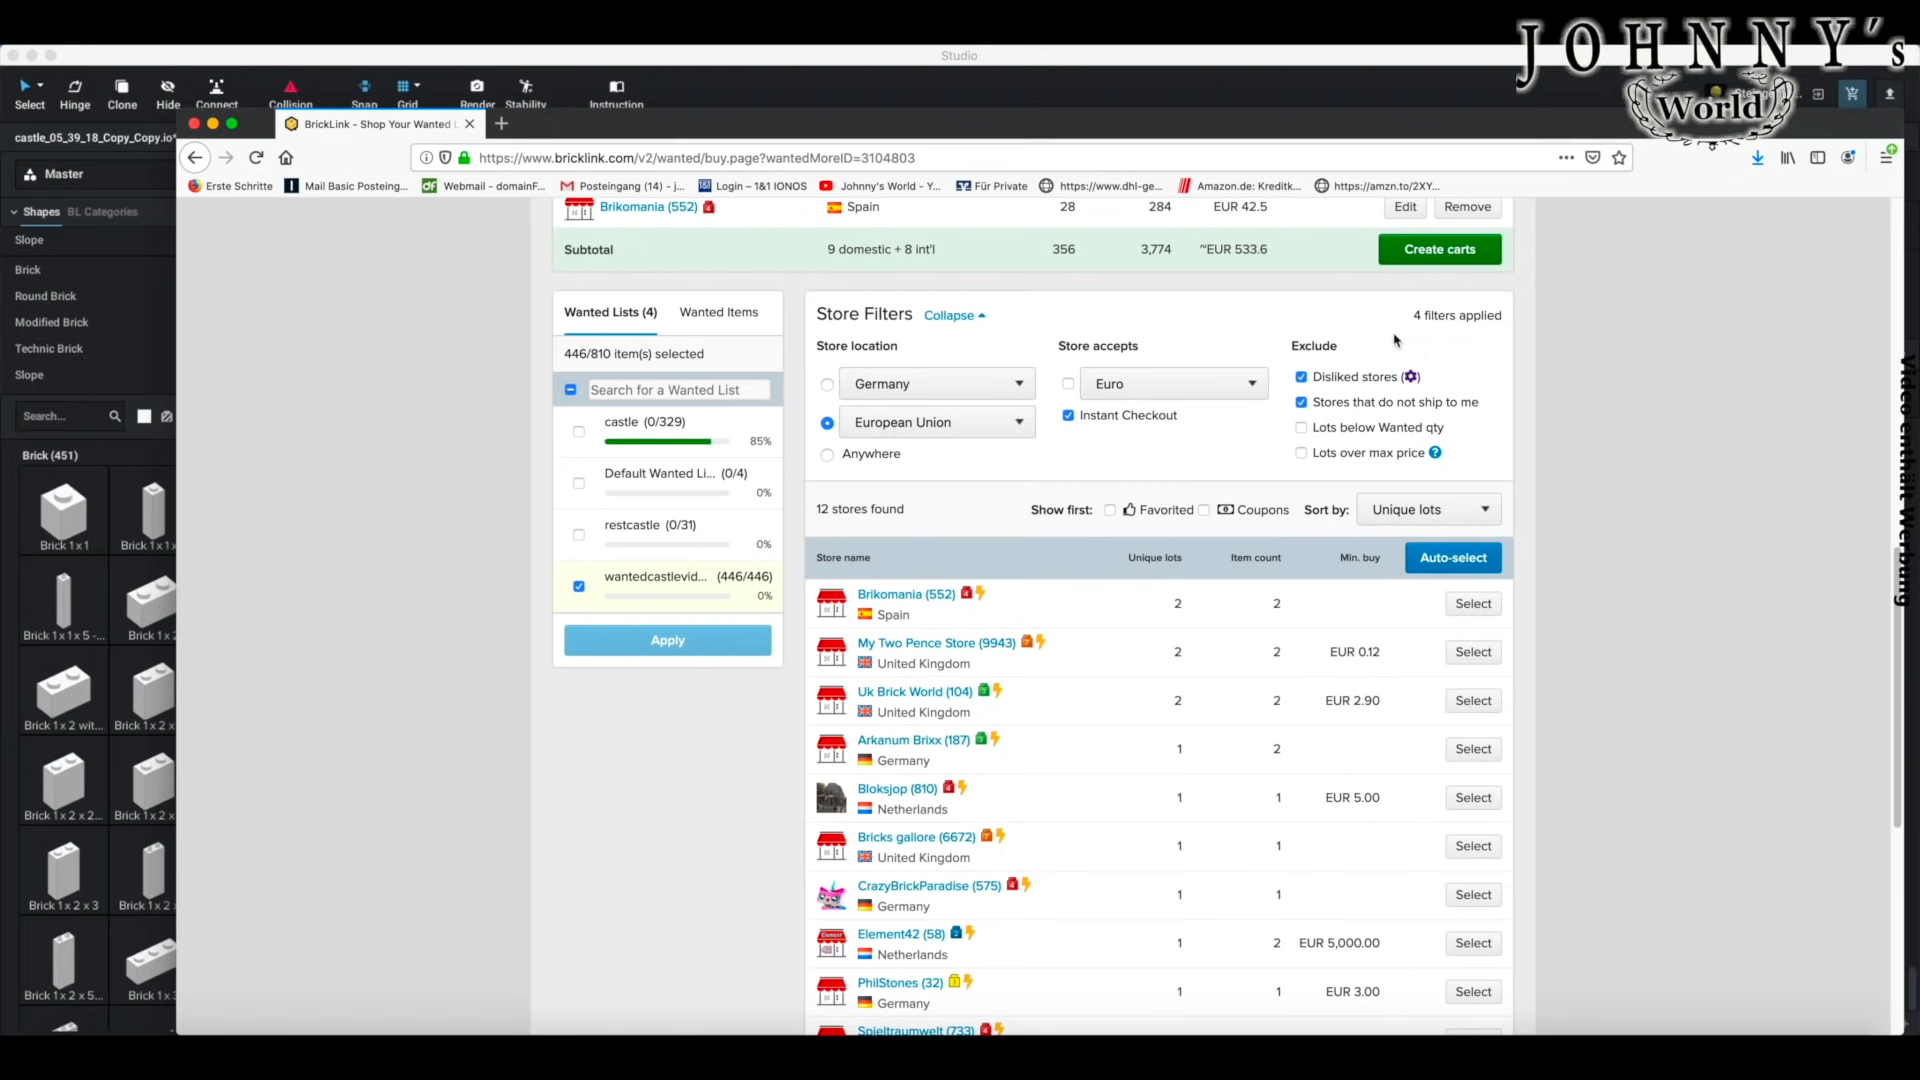 JOHNNY's
World
Studio
Select
Hinge
Clone
Hide
Connect
Collision
Snap
Grid
Render
Stability
Instruction
BrickLink - Shop Your Wanted L
castle_05_39_18_Copy_Copy.io*
https://www.bricklink.com/v2/wanted/buy.page?wantedMoreID=3104803
Master
Erste Schritte
Mail Basic Posteing...
Webmail - domainF...
Posteingang (14) - j...
Login – 1&1 IONOS
Johnny's World - Y...
Für Private
https://www.dhl-ge...
Amazon.de: Kreditk...
https://amzn.to/2XY...
Shapes BL Categories
Brikomania (552) 4 Spain 28 284 EUR 42.5 Edit Remove
Slope
Subtotal 9 domestic + 8 int'l 356 3,774 ~EUR 533.6 Create carts
Brick
Round Brick
Modified Brick
Technic Brick
Slope
Search...
Brick (451)
Brick 1 x 1
Brick 1 x 1 x
Brick 1 x 1 x 5 -...
Brick 1 x 2
Brick 1 x 2 wit...
Brick 1 x 2 x
Brick 1 x 2 x 2...
Brick 1 x 2 x
Brick 1 x 2 x 3
Brick 1 x 2 x
Brick 1 x 2 x 5...
Brick 1 x 3
Wanted Lists (4) Wanted Items
446/810 item(s) selected
Search for a Wanted List
castle (0/329)
85%
Default Wanted Li... (0/4)
0%
restcastle (0/31)
0%
wantedcastlevid... (446/446)
0%
Apply
Store Filters Collapse
4 filters applied
Store location Store accepts Exclude
Germany Euro Disliked stores ( )
European Union Instant Checkout Stores that do not ship to me
Lots below Wanted qty
Anywhere Lots over max price ?
12 stores found Show first: Favorited Coupons Sort by: Unique lots
Store name Unique lots Item count Min. buy Auto-select
Brikomania (552) 2 2 Select
Spain
My Two Pence Store (9943) 2 2 EUR 0.12 Select
United Kingdom
Uk Brick World (104) 2 2 EUR 2.90 Select
United Kingdom
Arkanum Brixx (187) 1 2 Select
Germany
Bloksjop (810) 1 1 EUR 5.00 Select
Netherlands
Bricks gallore (6672) 1 1 Select
United Kingdom
CrazyBrickParadise (575) 1 1 Select
Germany
Element42 (58) 1 2 EUR 5,000.00 Select
Netherlands
PhilStones (32) 1 1 EUR 3.00 Select
Germany
Spieltraumwelt (733)
Video enthält Werbung